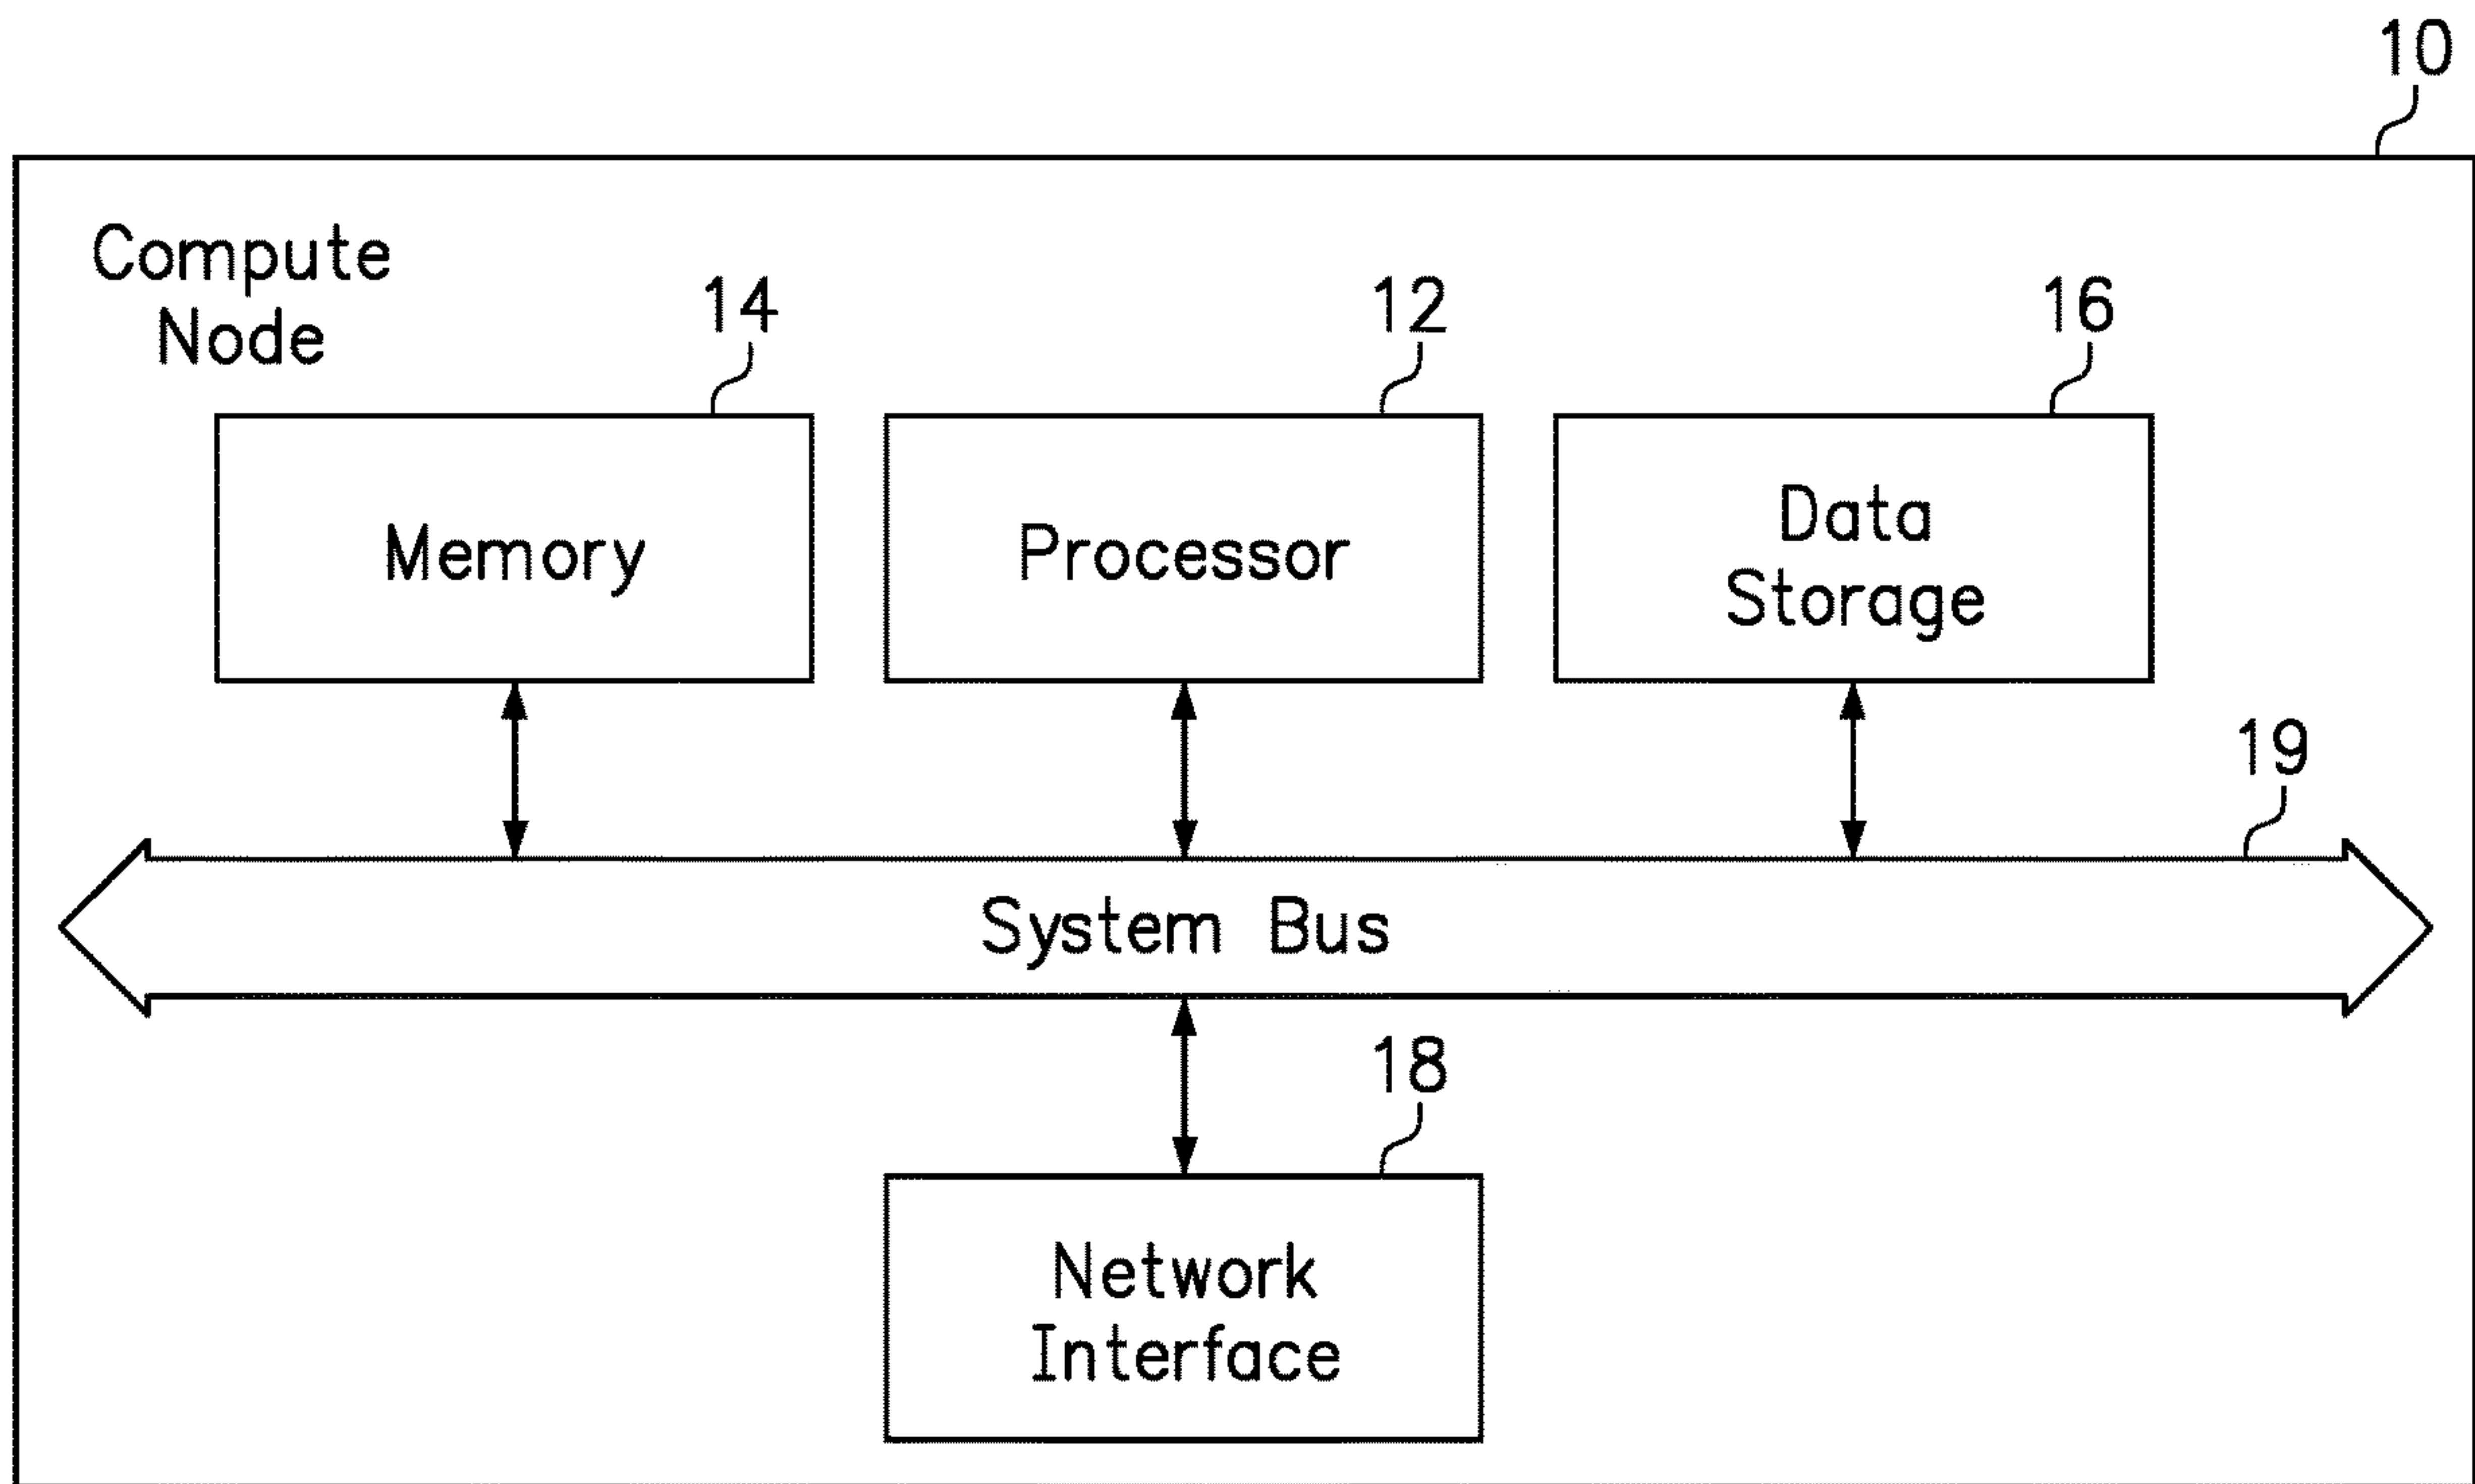 10
Compute
Node
14
12
16
Memory
Processor
Data
Storage
19
System Bus
18
Network
Interface